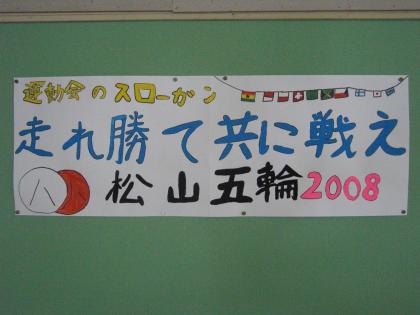 運動会のスローガン
走れ勝て共に戦え
八 松山五輪2008